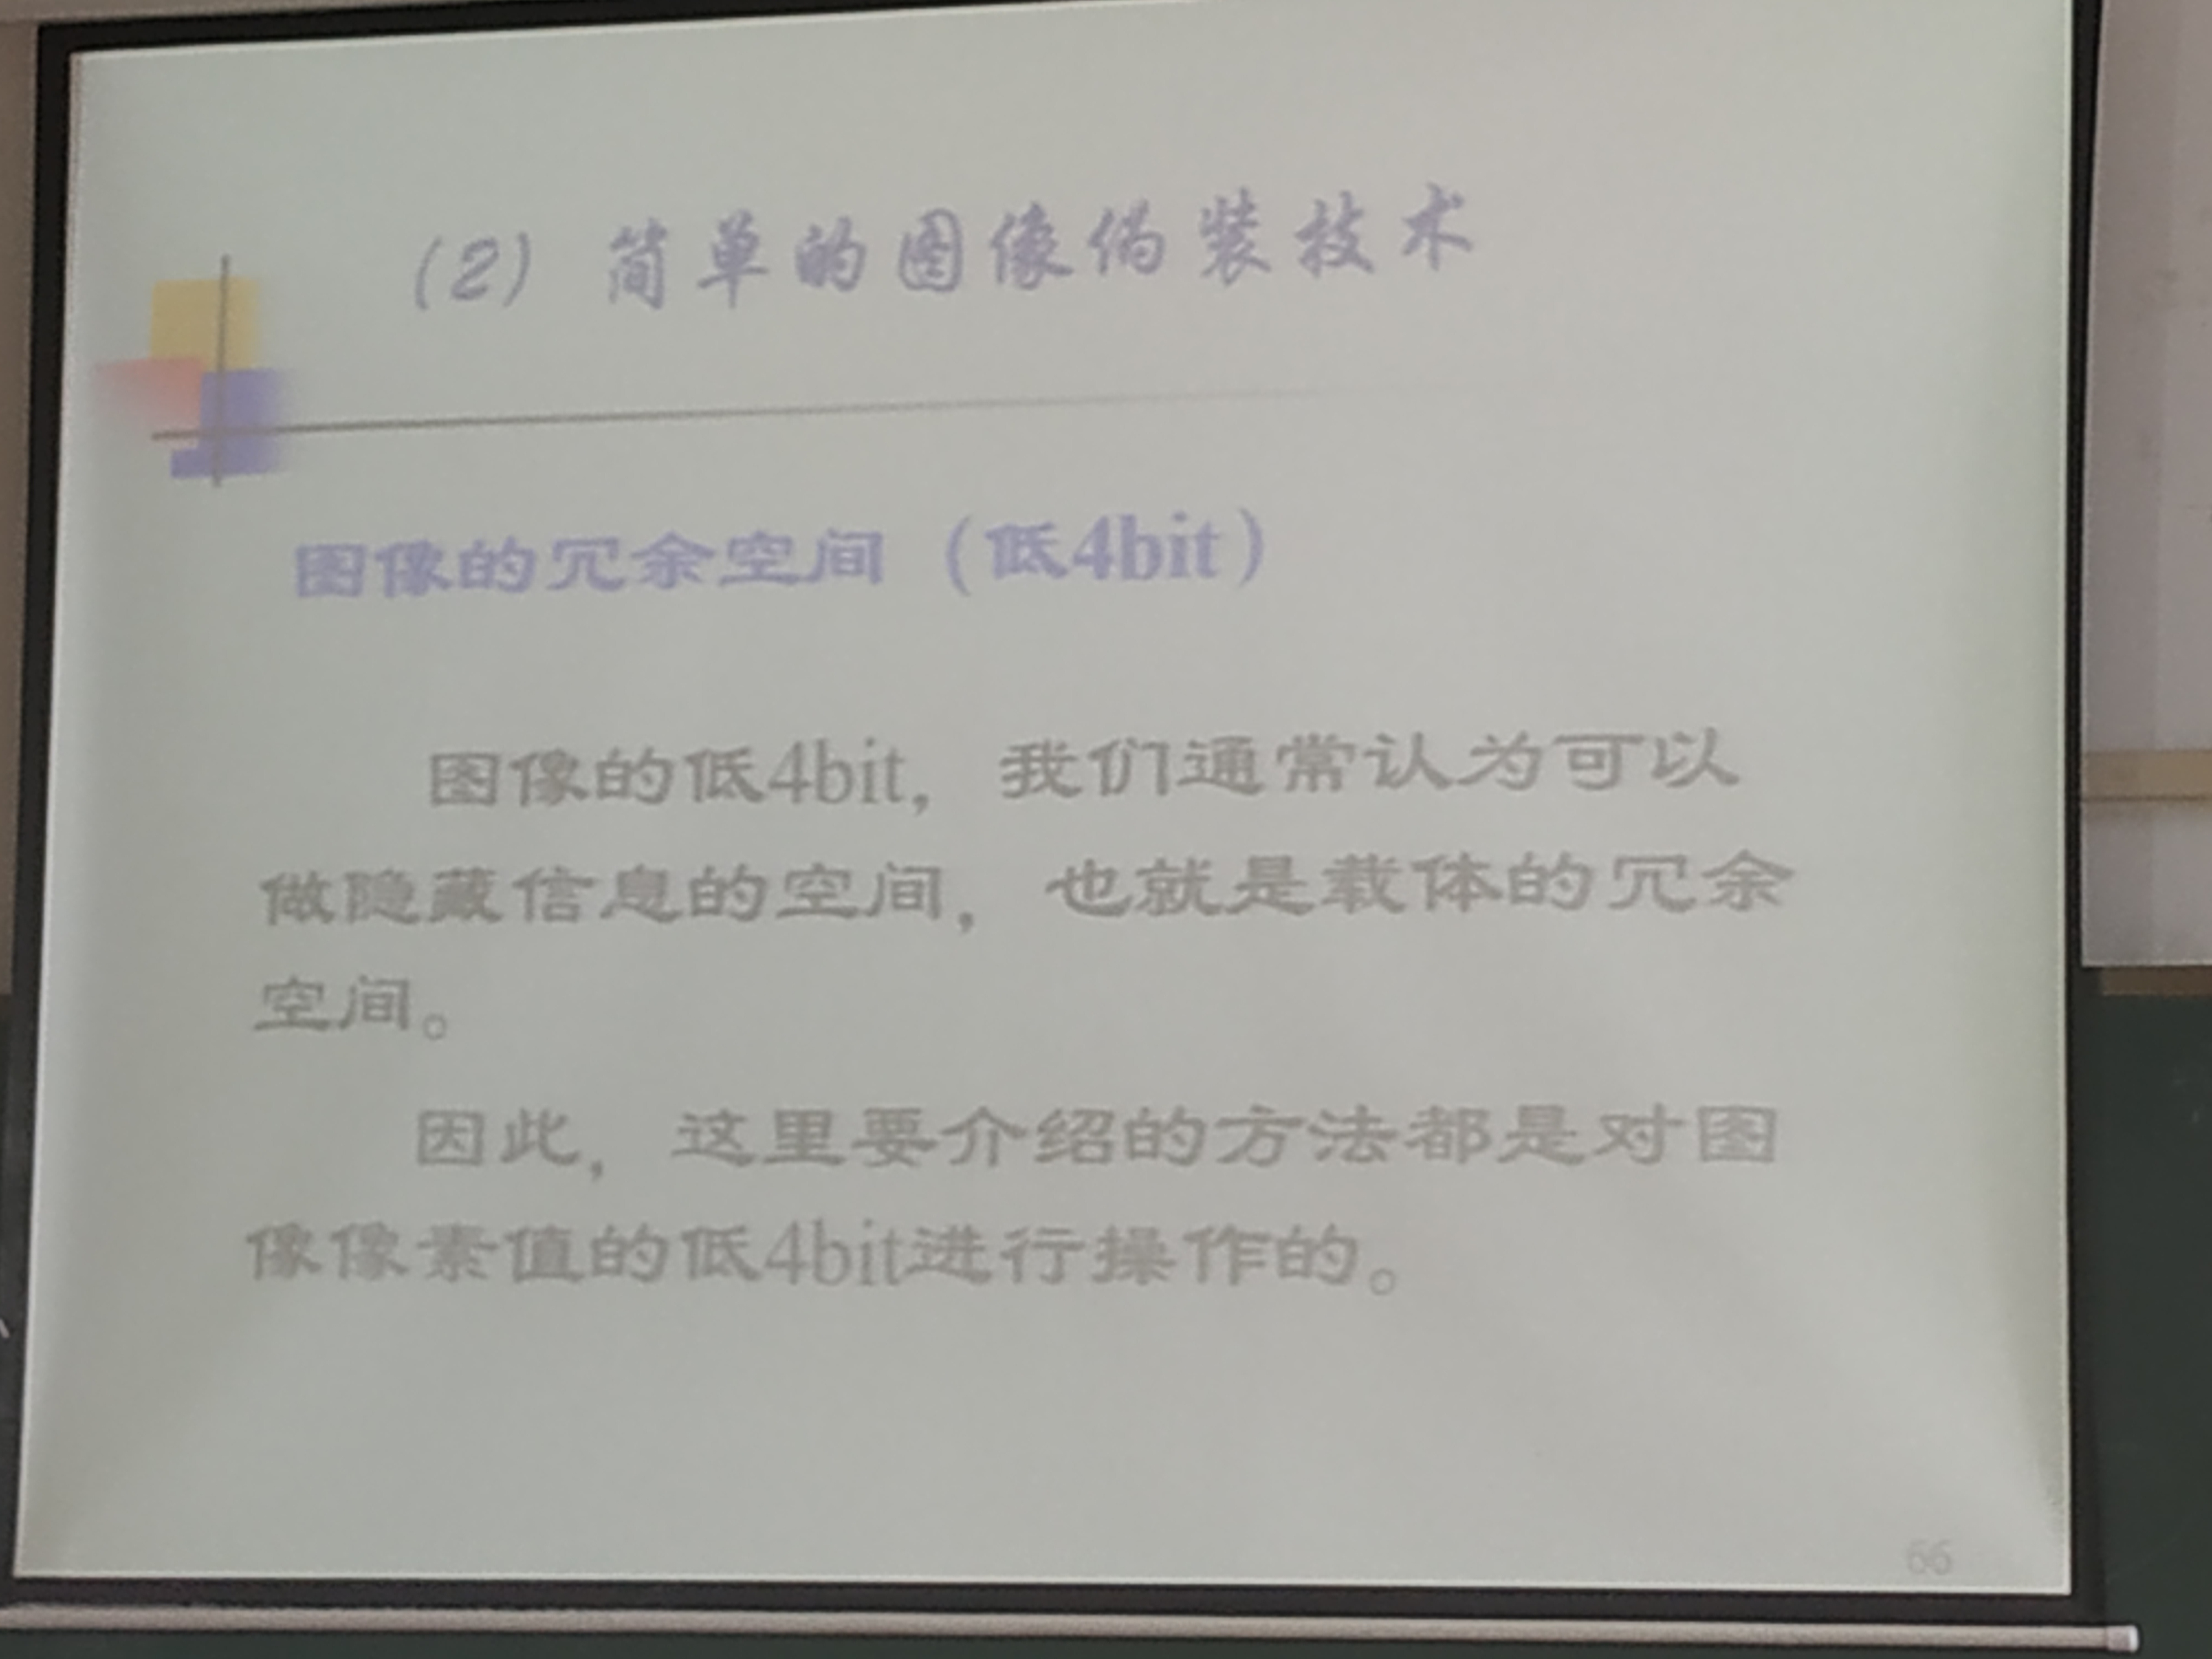 (2) 简单的图像伪装技术
图像的冗余空间（低4bit）
图像的低4bit，我们通常认为可以
做隐藏信息的空间，也就是载体的冗余
空间。
因此，这里要介绍的方法都是对图
像像素值的低4bit进行操作的。
66